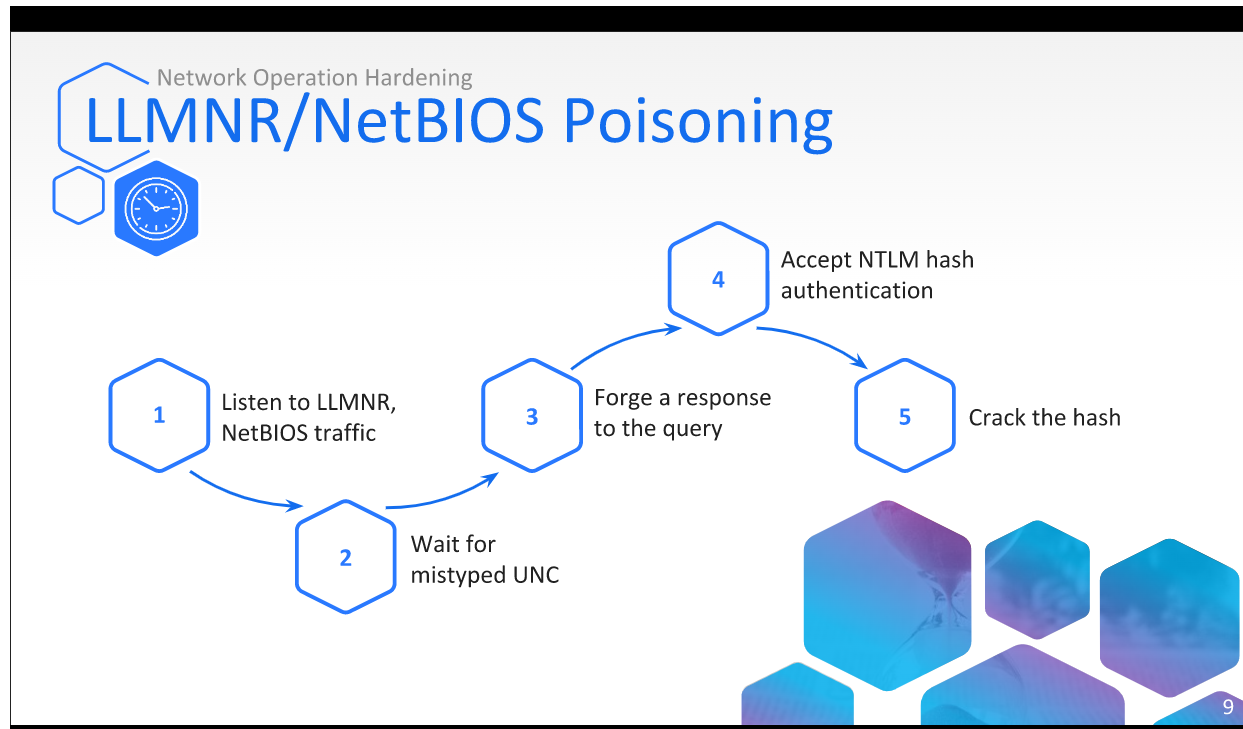 Network Operation Hardening
LLMNR/NetBIOS Poisoning
1
Listen to LLMNR,
NetBIOS traffic
2
Wait for
mistyped UNC
3
Forge a response
to the query
4
Accept NTLM hash
authentication
5
Crack the hash
9